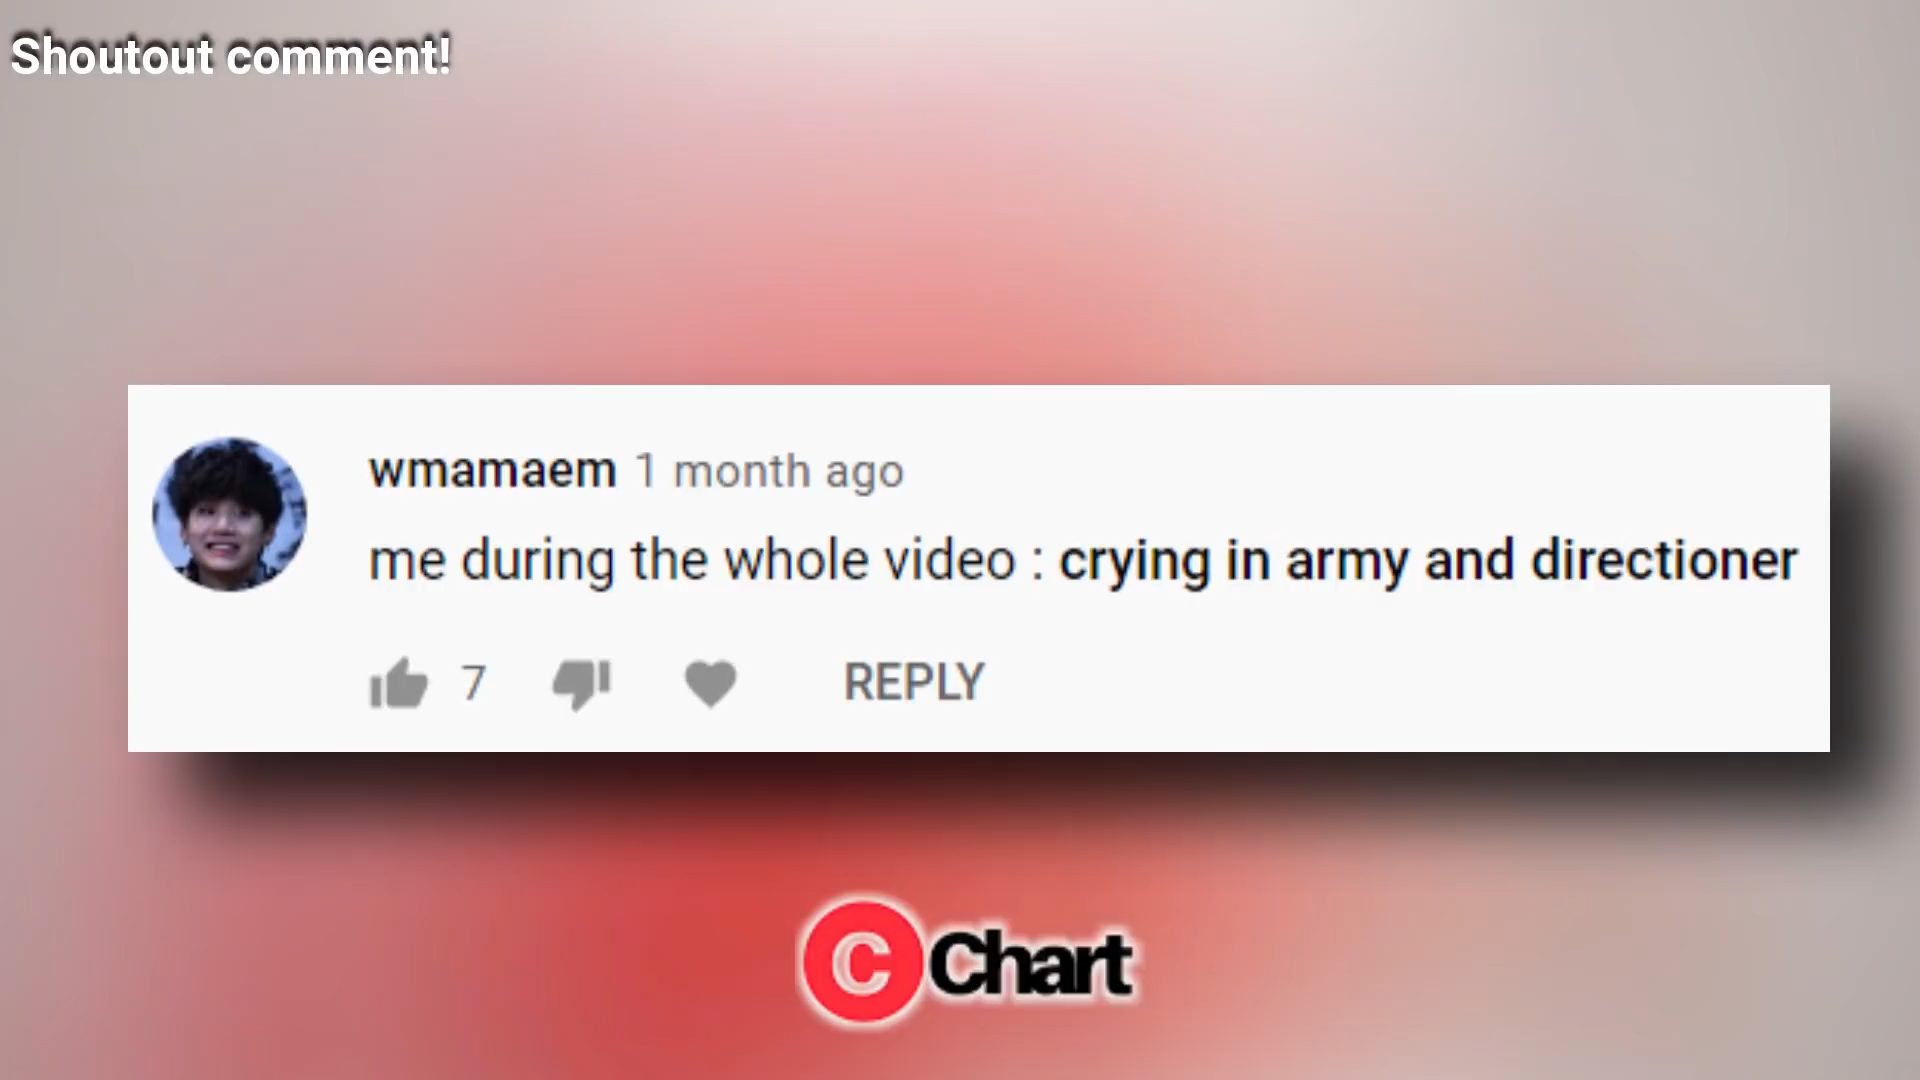 Shoutout comment!
wmamaem 1 month ago
me during the whole video : crying in army and directioner
7 REPLY
C Chart